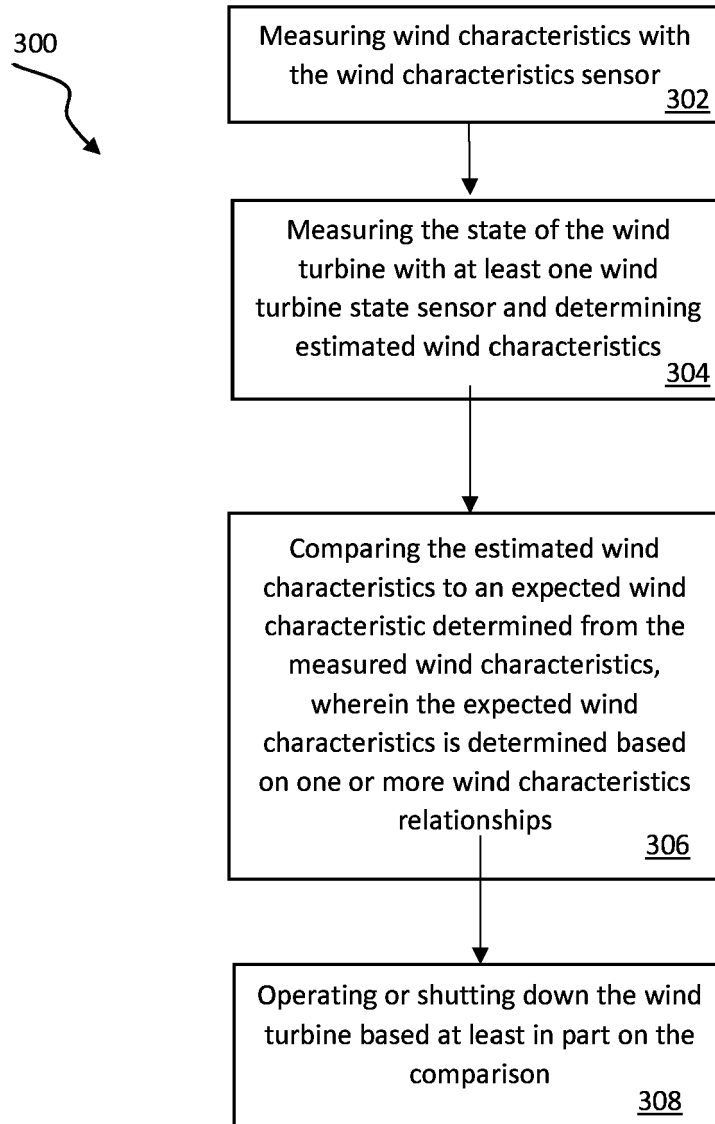 300
Measuring wind characteristics with
the wind characteristics sensor
302
Measuring the state of the wind
turbine with at least one wind
turbine state sensor and determining
estimated wind characteristics
304
Comparing the estimated wind
characteristics to an expected wind
characteristic determined from the
measured wind characteristics,
wherein the expected wind
characteristics is determined based
on one or more wind characteristics
relationships
306
Operating or shutting down the wind
turbine based at least in part on the
comparison
308